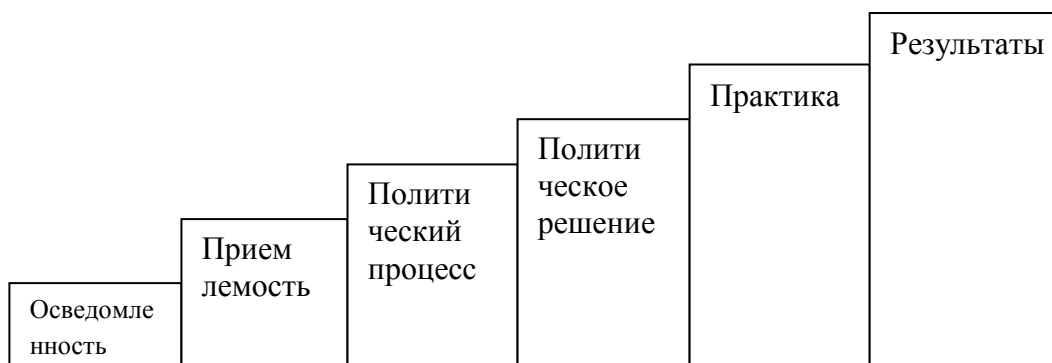 Осведомле
нность
Прием
лемость
Полити
ческий
процесс
Полити
ческое
решение
Практика
Результаты